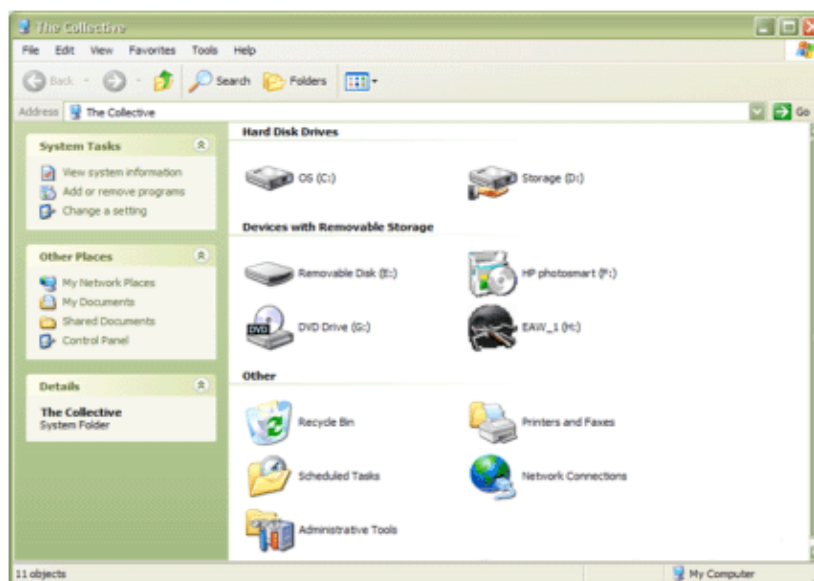 The Collective
File Edit View Favorites Tools Help
Back Search Folders
Address The Collective Go
System Tasks
View system information
Add or remove programs
Change a setting
Other Places
My Network Places
My Documents
Shared Documents
Control Panel
Details
The Collective
System Folder
Hard Disk Drives
OS (C:) Storage (D:)
Devices with Removable Storage
Removable Disk (E:) HP photosmart (F:)
DVD
DVD Drive (G:) EAW_1 (H:)
Other
Recycle Bin Printers and Faxes
Scheduled Tasks Network Connections
Administrative Tools
11 objects My Computer